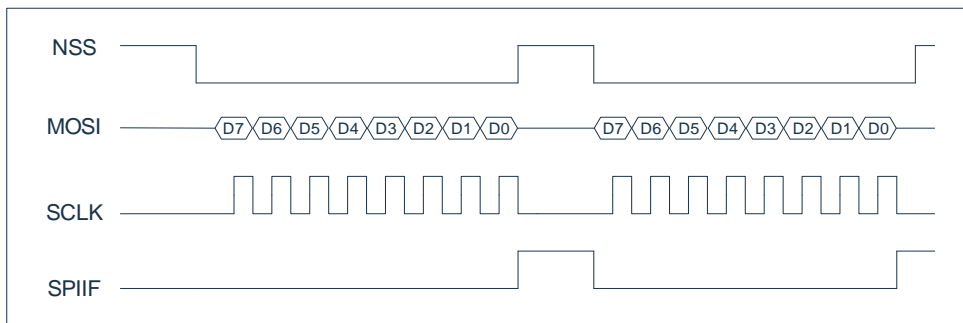 NSS
MOSI D7 D6 D5 D4 D3 D2 D1 D0 D7 D6 D5 D4 D3 D2 D1 D0
SCLK
SPIIF